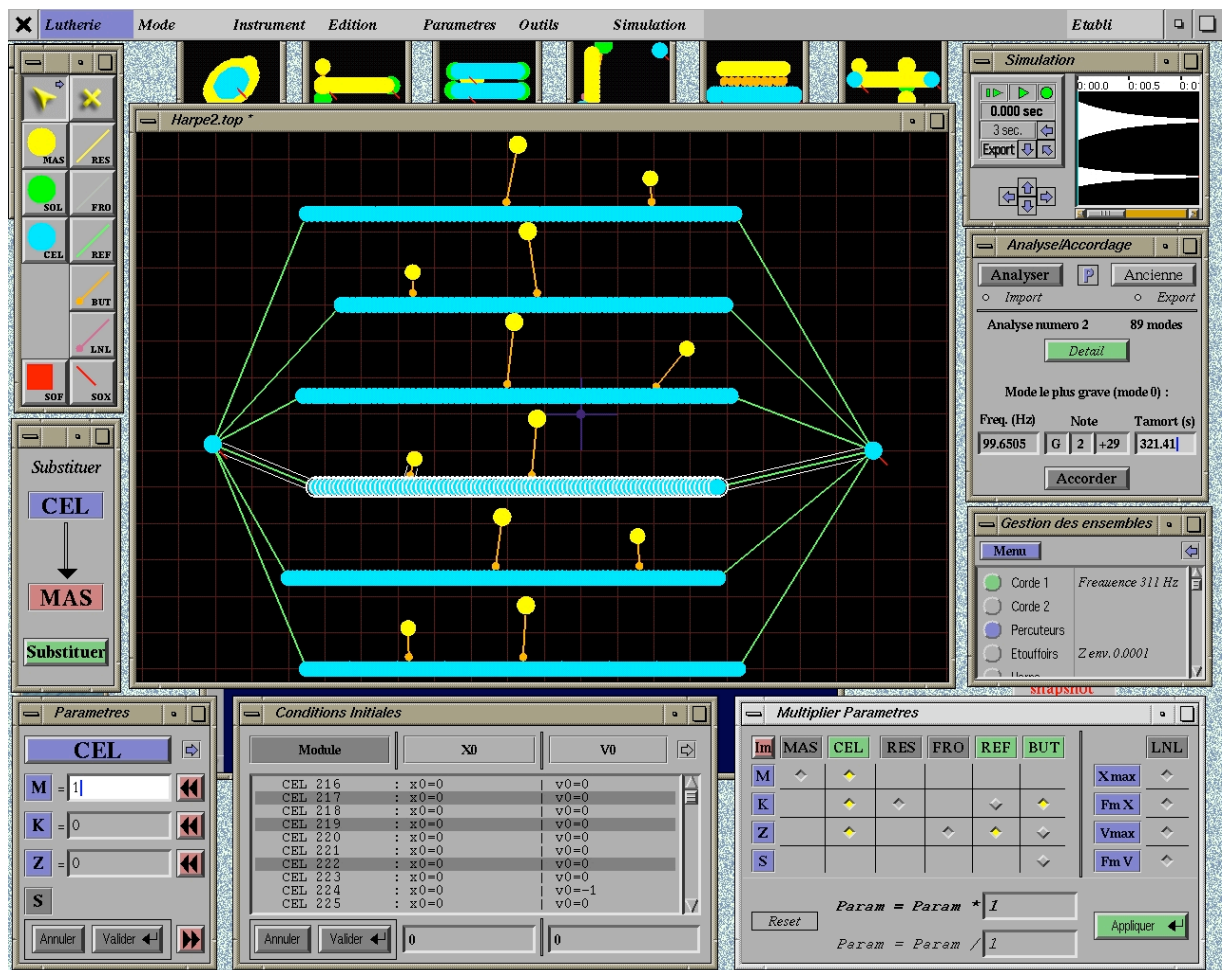 Lutherie Mode Instrument Edition Parametres Outils Simulation Etabli
MAS RES
SOL FRO
CEL REF
BUT
LNL
SOF SOX
Harpe2.top *
Simulation
0.000 sec
3 sec.
Export
0: 00.0 0: 00.5 0: 0
Analyse/Accordage
Analyser P Ancienne
Import Export
Analyse numero 2 89 modes
Detail
Mode le plus grave (mode 0) :
Freq. (Hz) Note Tamort (s)
99.6505 G 2 +29 321.41
Accorder
Substituer
CEL
MAS
Substituer
Gestion des ensembles
Menu
Corde 1 Frequence 311 Hz
Corde 2
Percuteurs
Etouffoirs Z env. 0.0001
snapshot
Parametres
CEL
M = 1
K = 0
Z = 0
S
Annuler Valider
Conditions Initiales
Module X0 V0
CEL 216 : x0=0 | v0=0
CEL 217 : x0=0 | v0=0
CEL 218 : x0=0 | v0=0
CEL 219 : x0=0 | v0=0
CEL 220 : x0=0 | v0=0
CEL 221 : x0=0 | v0=0
CEL 222 : x0=0 | v0=0
CEL 223 : x0=0 | v0=0
CEL 224 : x0=0 | v0=-1
CEL 225 : x0=0 | v0=0
Annuler Valider 0 0
Multiplier Parametres
Im MAS CEL RES FRO REF BUT LNL
M X max
K Fm X
Z Vmax
S Fm V
Reset
Param = Param * 1
Param = Param / 1
Appliquer